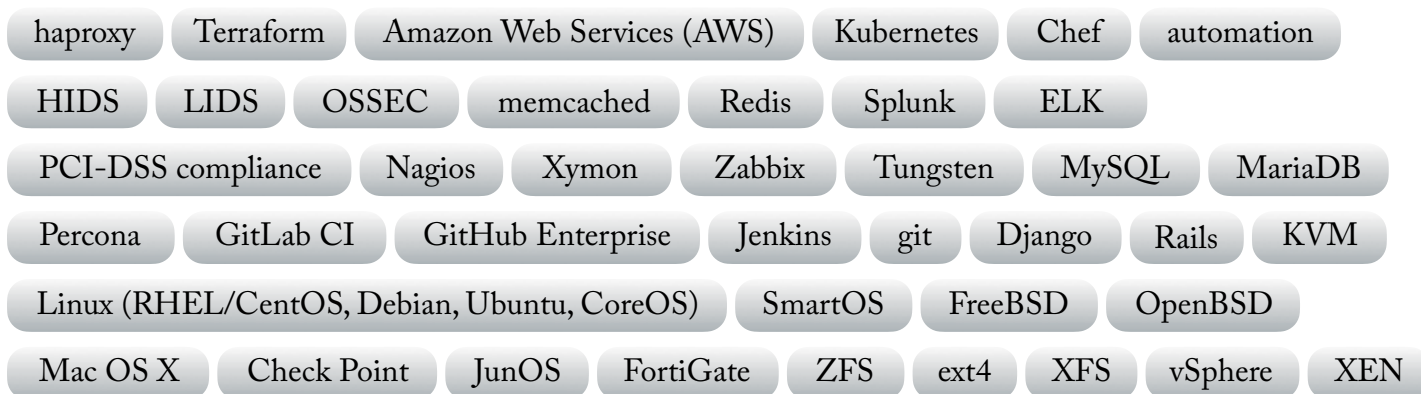 haproxy Terraform Amazon Web Services (AWS) Kubernetes Chef automation
HIDS LIDS OSSEC memcached Redis Splunk ELK
PCI-DSS compliance Nagios Xymon Zabbix Tungsten MySQL MariaDB
Percona GitLab CI GitHub Enterprise Jenkins git Django Rails KVM
Linux (RHEL/CentOS, Debian, Ubuntu, CoreOS) SmartOS FreeBSD OpenBSD
Mac OS X Check Point JunOS FortiGate ZFS ext4 XFS vSphere XEN